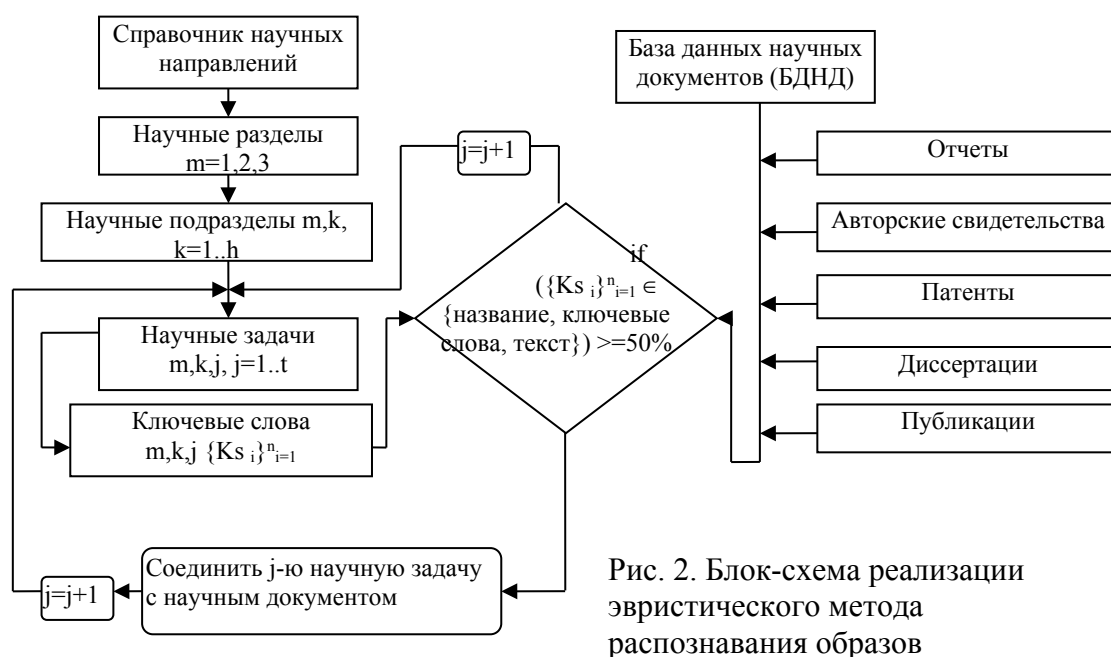 Справочник научных
направлений
Научные разделы
m=1,2,3
Научные подразделы m,k,
k=1..h
Научные задачи
m,k,j, j=1..t
Ключевые слова
m,k,j {Ks i}ⁿi=1
j=j+1
if
({Ks i}ⁿi=1 ∈
{название, ключевые
слова, текст}) >=50%
База данных научных
документов (БДНД)
Отчеты
Авторские свидетельства
Патенты
Диссертации
Публикации
j=j+1
Соединить j-ю научную задачу
с научным документом
Рис. 2. Блок-схема реализации
эвристического метода
распознавания образов